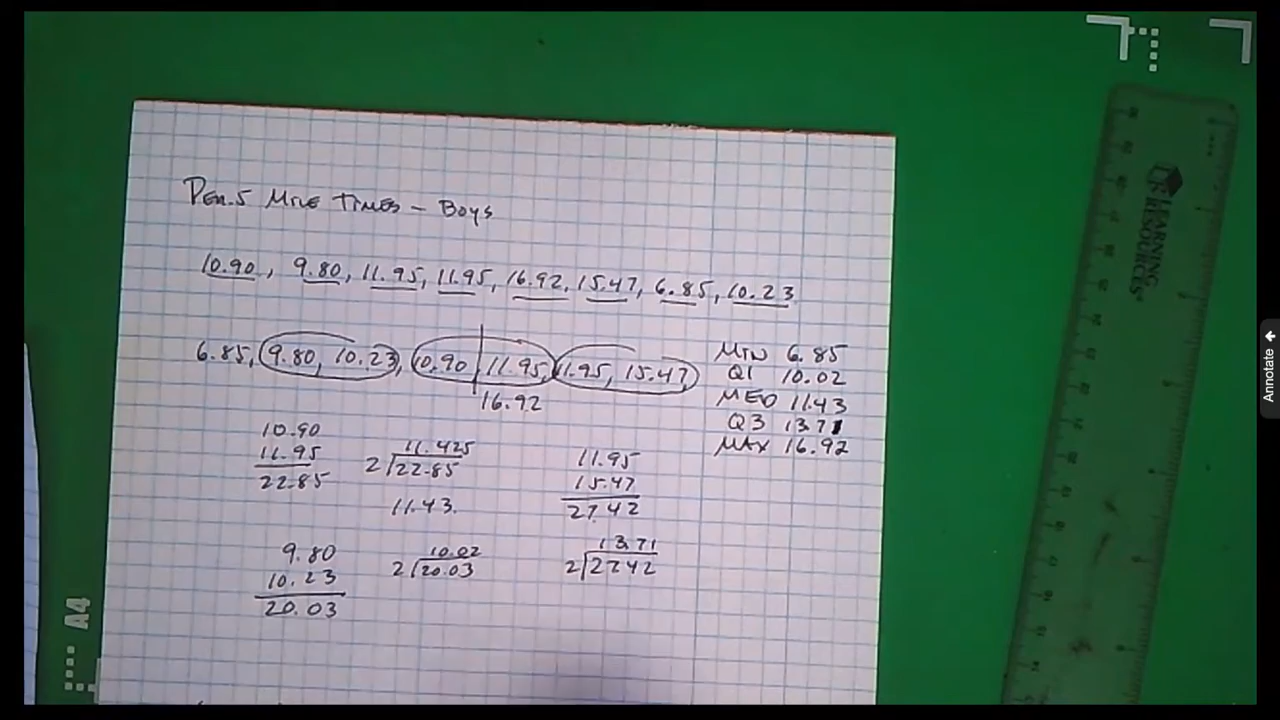 PER. 5 MILE TIMES - BOYS
10.90, 9.80, 11.95, 11.95, 16.92, 15.47, 6.85, 10.23
6.85, 9.80, 10.23, 10.90, 11.95, 11.95, 15.47,
16.92
MIN 6.85
Q1 10.02
MED 11.43
Q3 13.71
MAX 16.92
10.90
11.95
22.85
11.425
2 22.85
11.43.
11.95
15.47
27.42
9.80
10.23
20.03
10.02
2 20.03
13.71
2 27.42
A4
LEARNING
RESOURCES
Annotate